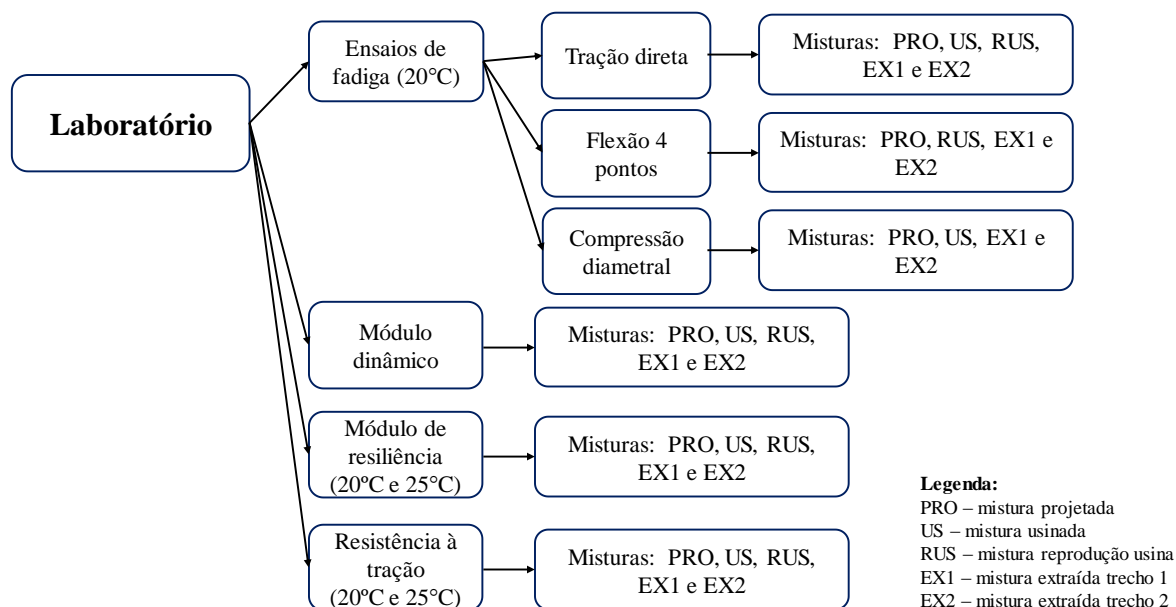 Laboratório
Ensaios de
fadiga (20°C)
Tração direta
Misturas: PRO, US, RUS,
EX1 e EX2
Flexão 4
pontos
Misturas: PRO, RUS, EX1 e
EX2
Compressão
diametral
Misturas: PRO, US, EX1 e
EX2
Módulo
dinâmico
Misturas: PRO, US, RUS,
EX1 e EX2
Módulo de
resiliência
(20ºC e 25°C)
Misturas: PRO, US, RUS,
EX1 e EX2
Resistência à
tração
(20ºC e 25°C)
Misturas: PRO, US, RUS,
EX1 e EX2
Legenda:
PRO – mistura projetada
US – mistura usinada
RUS – mistura reprodução usina
EX1 – mistura extraída trecho 1
EX2 – mistura extraída trecho 2